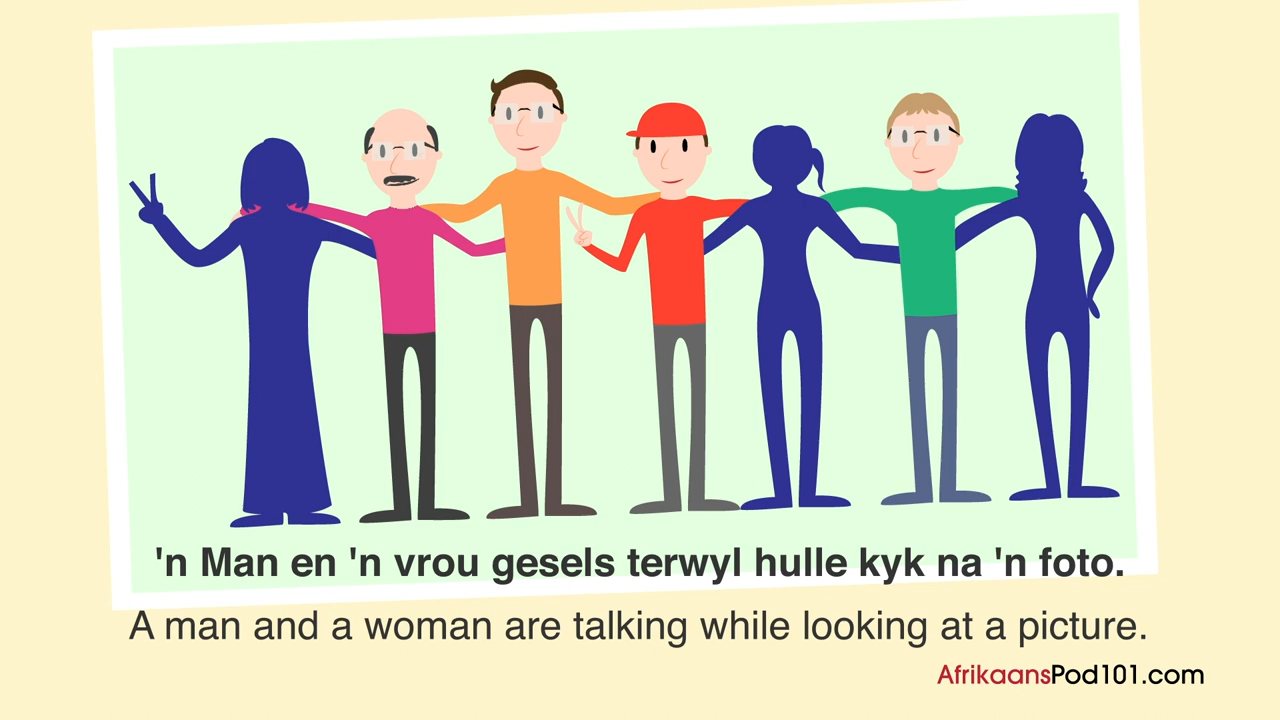 'n Man en 'n vrou gesels terwyl hulle kyk na 'n foto.
A man and a woman are talking while looking at a picture.
AfrikaansPod101.com